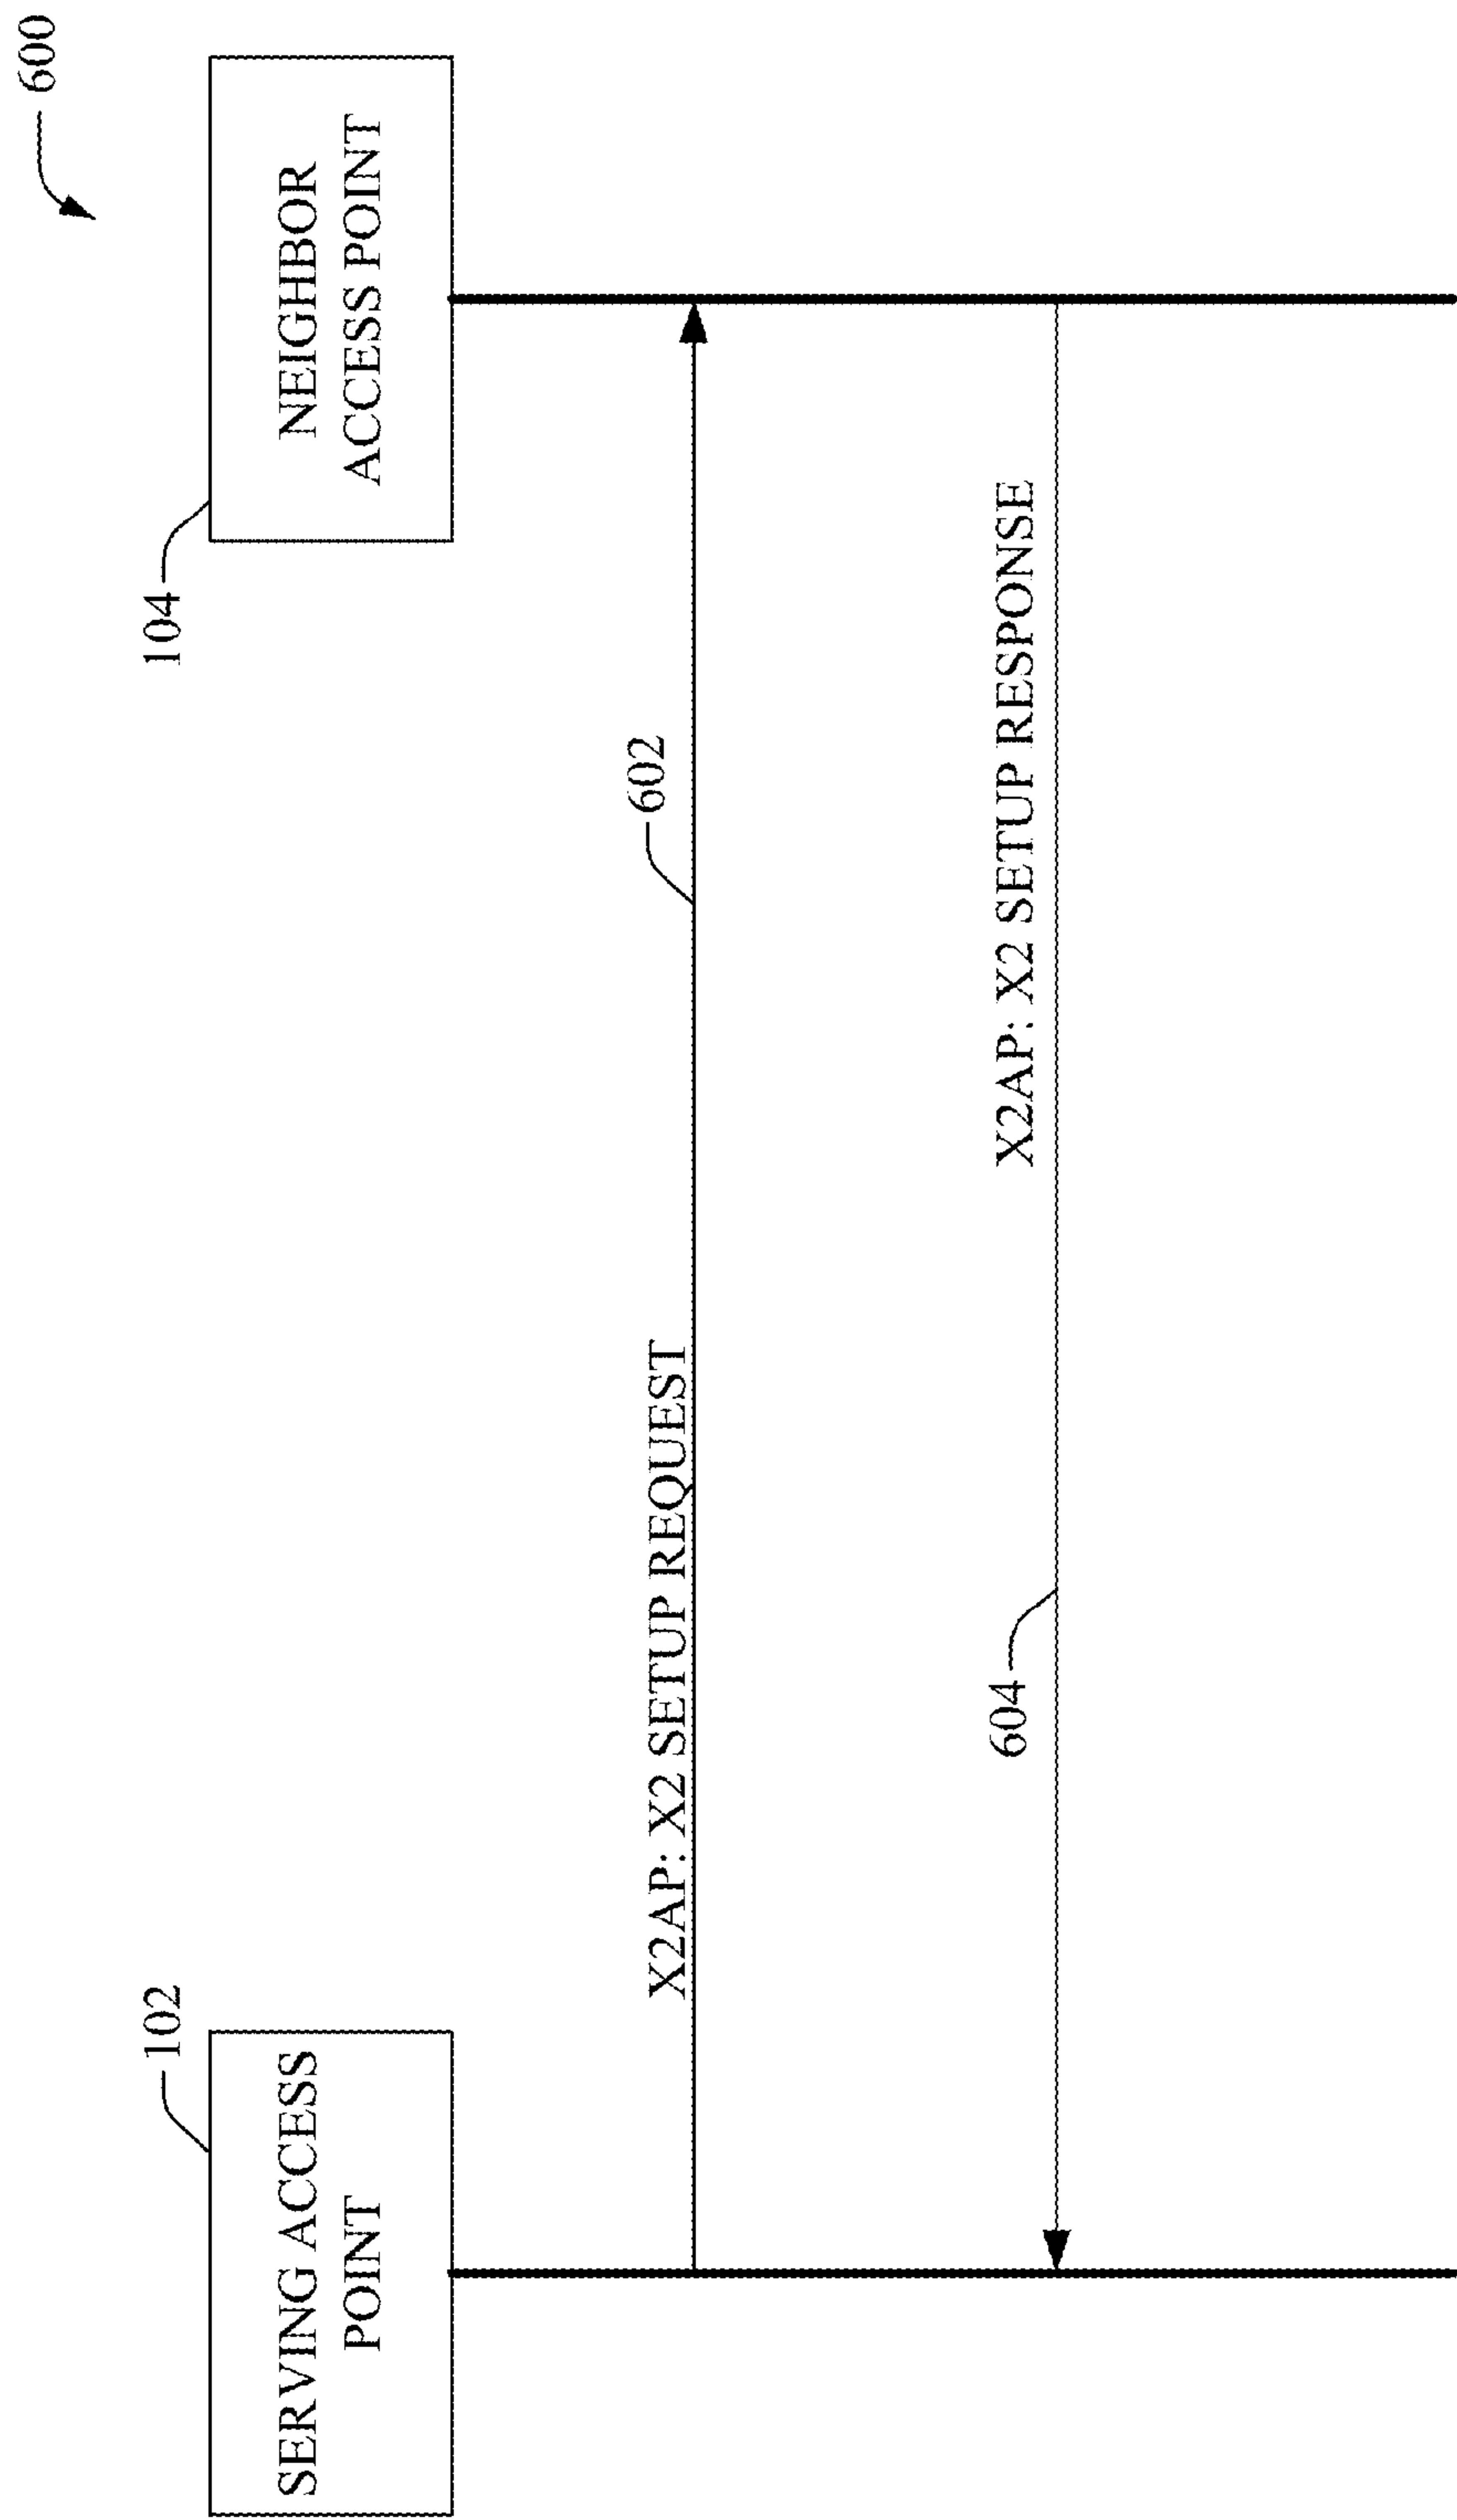 600
102
104
SERVING ACCESS
POINT
NEIGHBOR
ACCESS POINT
602
X2AP: X2 SETUP REQUEST
X2AP: X2 SETUP RESPONSE
604